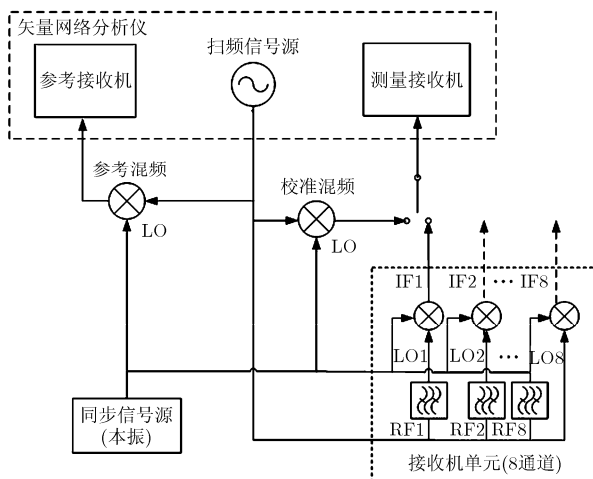 矢量网络分析仪
扫频信号源
参考接收机
测量接收机
参考混频
校准混频
LO
LO
IF1 IF2 ··· IF8
LO1 LO2 ··· LO8
同步信号源
(本振)
RF1 RF2 RF8
接收机单元(8通道)